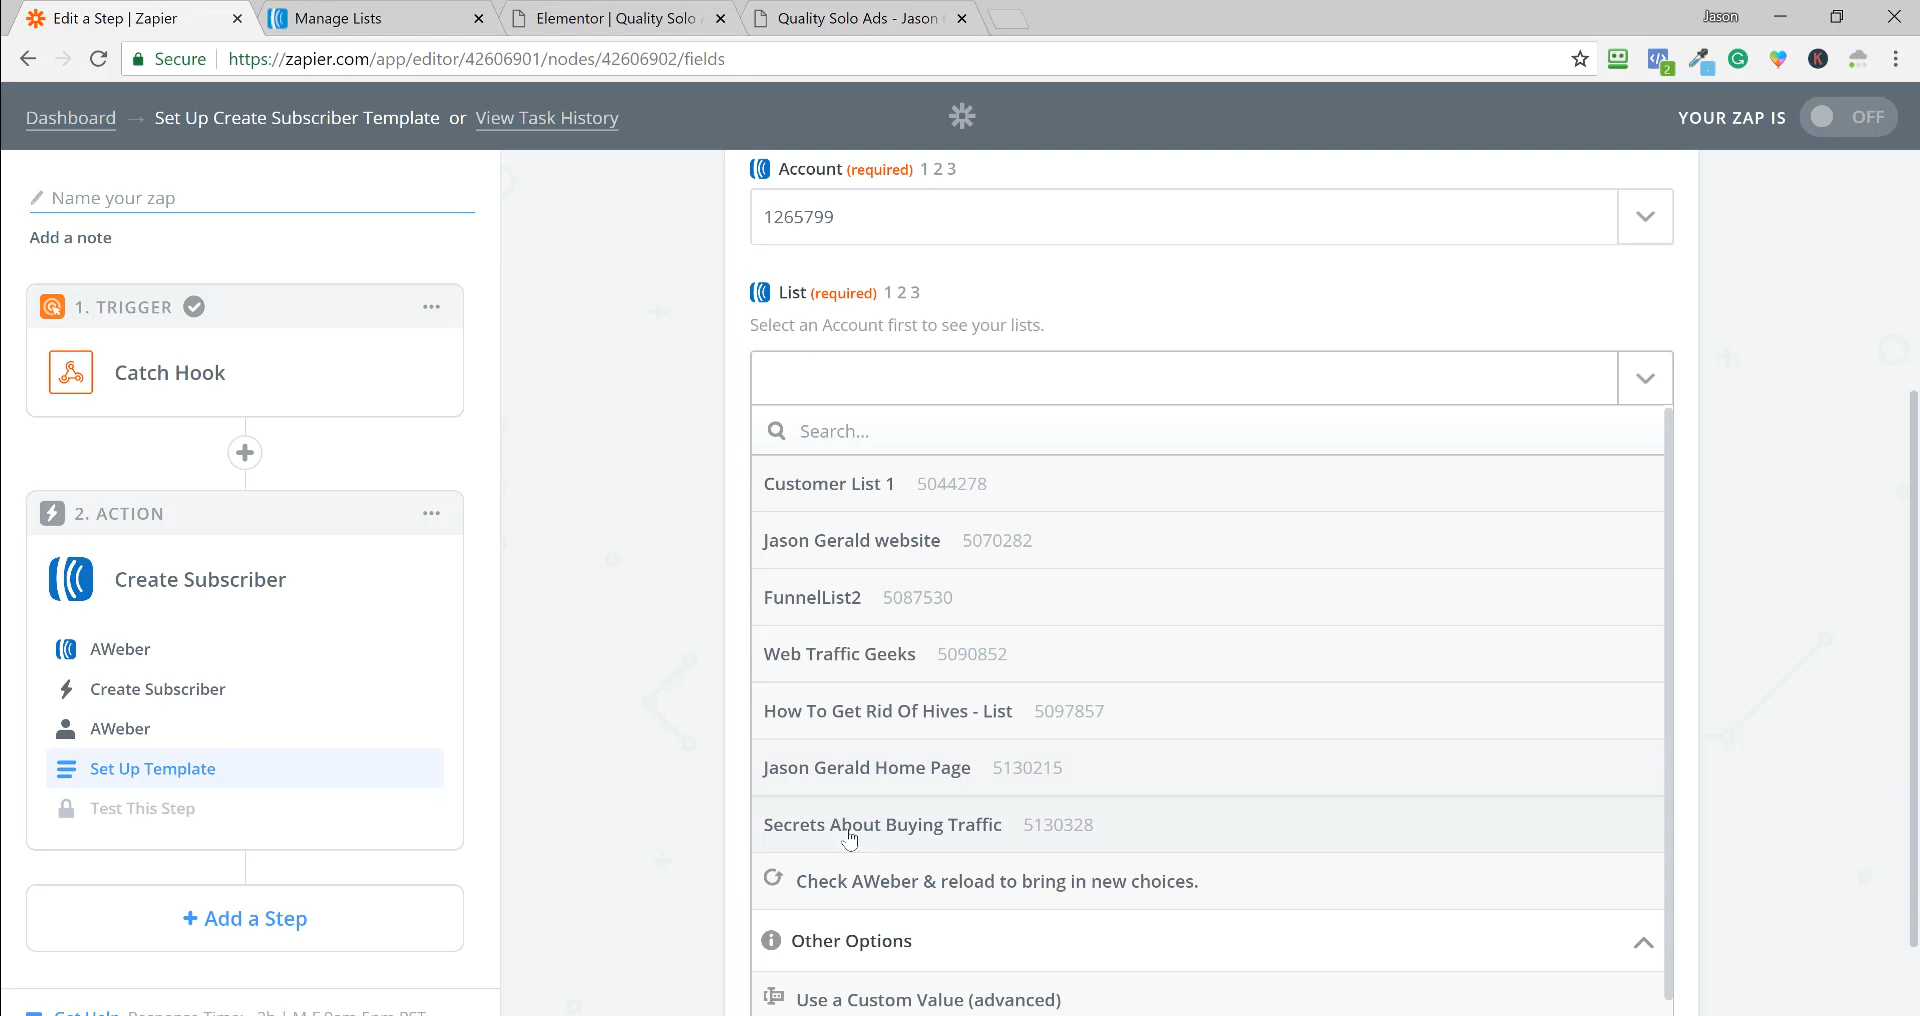 Edit a Step | Zapier
Manage Lists
Elementor | Quality Solo
Quality Solo Ads - Jason
Jason
Secure
https://zapier.com/app/editor/42606901/nodes/42606902/fields
2
Dashboard → Set Up Create Subscriber Template or View Task History
YOUR ZAP IS OFF
Name your zap
Add a note
1. TRIGGER
Catch Hook
2. ACTION
Create Subscriber
AWeber
Create Subscriber
AWeber
Set Up Template
Test This Step
+ Add a Step
Account (required) 1 2 3
1265799
List (required) 1 2 3
Select an Account first to see your lists.
Search...
Customer List 1 5044278
Jason Gerald website 5070282
FunnelList2 5087530
Web Traffic Geeks 5090852
How To Get Rid Of Hives - List 5097857
Jason Gerald Home Page 5130215
Secrets About Buying Traffic 5130328
Check AWeber & reload to bring in new choices.
Other Options
Use a Custom Value (advanced)